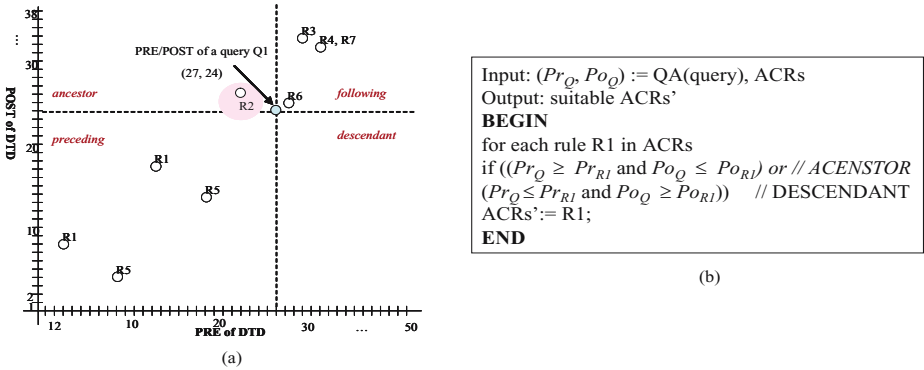 38
...
30
20
10
2
1
POST of DTD
12
10
20
30
...
50
PRE of DTD
PRE/POST of a query Q1
(27, 24)
R3
R4, R7
R2
R6
R1
R5
R1
R5
ancestor
following
preceding
descendant
(a)
Input: (PrQ, PoQ) := QA(query), ACRs
Output: suitable ACRs'
BEGIN
for each rule R1 in ACRs
if ((PrQ ≥ PrR1 and PoQ ≤ PoR1) or // ACENSTOR
(PrQ ≤ PrR1 and PoQ ≥ PoR1)) // DESCENDANT
ACRs' := R1;
END
(b)